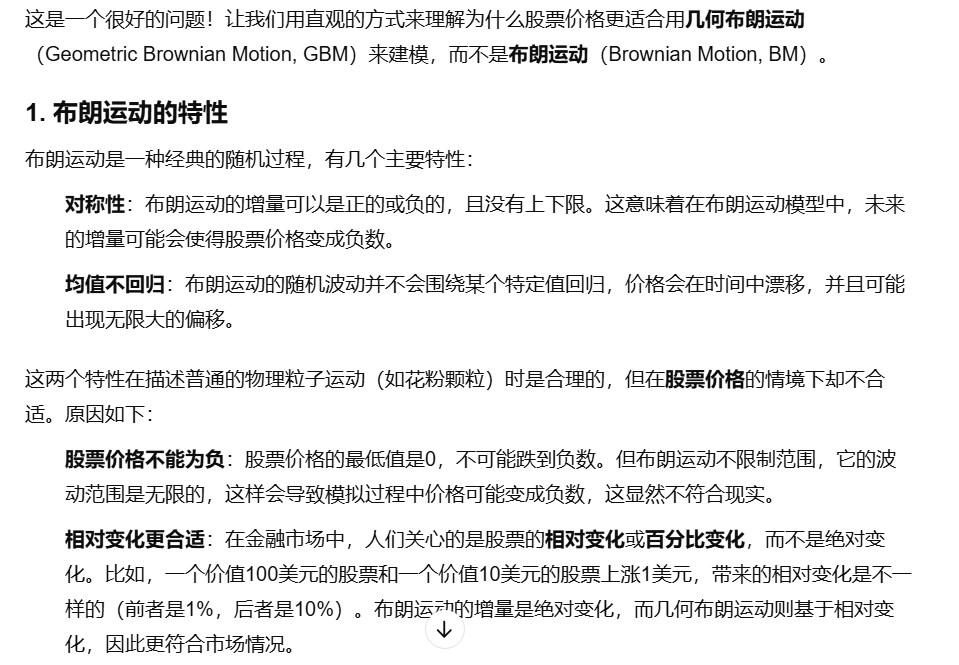 这是一个很好的问题！让我们用直观的方式来理解为什么股票价格更适合用几何布朗运动
（Geometric Brownian Motion, GBM）来建模，而不是布朗运动（Brownian Motion, BM）。
1. 布朗运动的特性
布朗运动是一种经典的随机过程，有几个主要特性：
对称性：布朗运动的增量可以是正的或负的，且没有上下限。这意味着在布朗运动模型中，未来
的增量可能会使得股票价格变成负数。
均值不回归：布朗运动的随机波动并不会围绕某个特定值回归，价格会在时间中漂移，并且可能
出现无限大的偏移。
这两个特性在描述普通的物理粒子运动（如花粉颗粒）时是合理的，但在股票价格的情境下却不合
适。原因如下：
股票价格不能为负：股票价格的最低值是0，不可能跌到负数。但布朗运动不限制范围，它的波
动范围是无限的，这样会导致模拟过程中价格可能变成负数，这显然不符合现实。
相对变化更合适：在金融市场中，人们关心的是股票的相对变化或百分比变化，而不是绝对变
化。比如，一个价值100美元的股票和一个价值10美元的股票上涨1美元，带来的相对变化是不一
样的（前者是1%，后者是10%）。布朗运动的增量是绝对变化，而几何布朗运动则基于相对变
化，因此更符合市场情况。